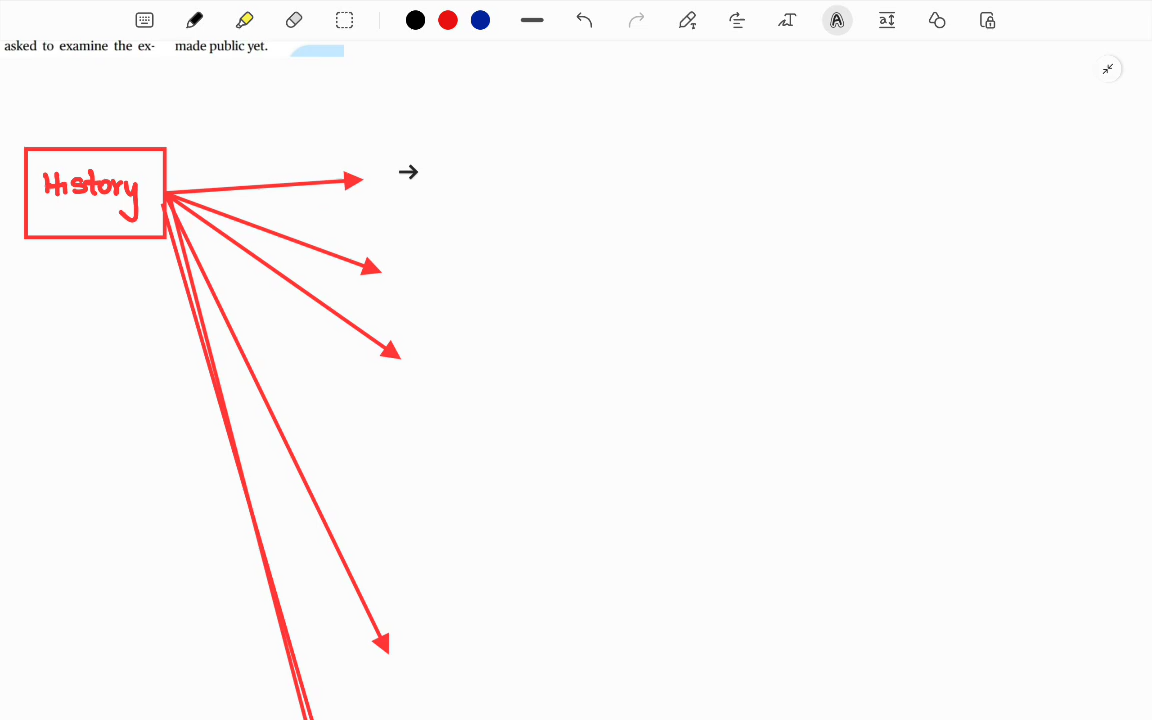 asked to examine the ex-
made public yet.
History